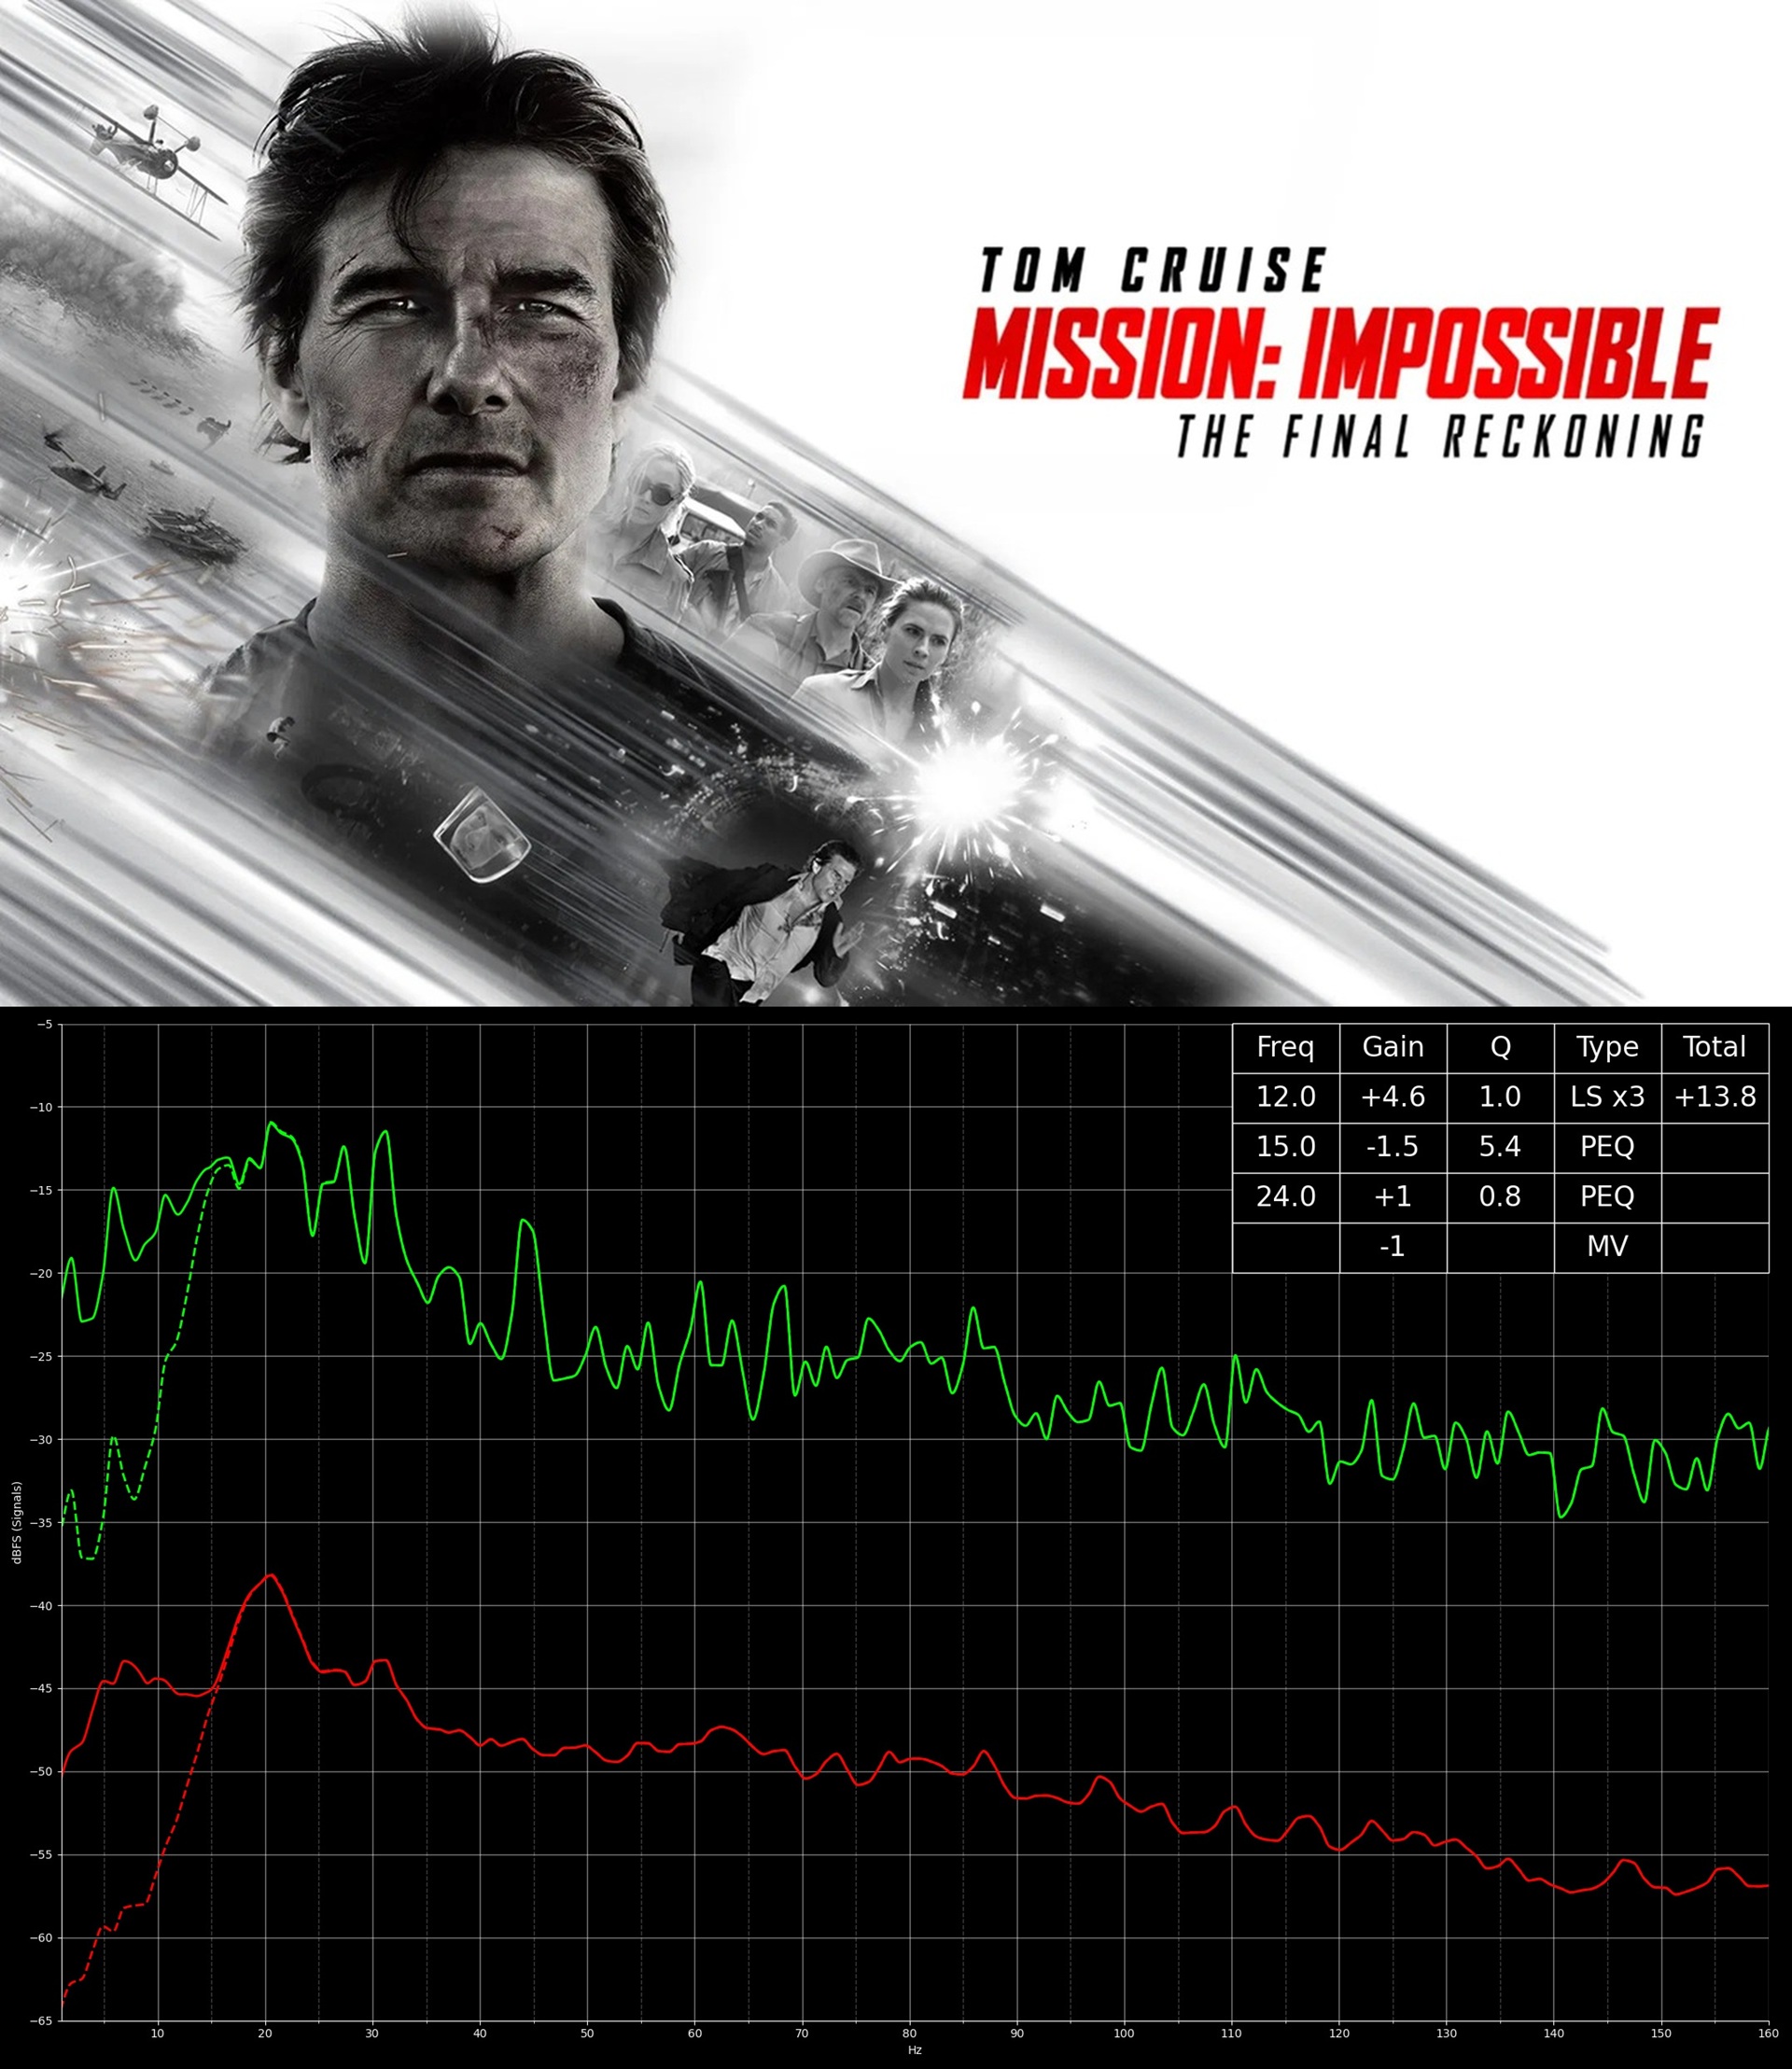 TOM CRUISE
MISSION: IMPOSSIBLE
THE FINAL RECKONING
Freq Gain Q Type Total
12.0 +4.6 1.0 LS x3 +13.8
15.0 -1.5 5.4 PEQ
24.0 +1 0.8 PEQ
-1 MV
−5
−10
−15
−20
−25
−30
−35
−40
−45
−50
−55
−60
−65
dBFS (Signals)
10 20 30 40 50 60 70 80 90 100 110 120 130 140 150 160
Hz